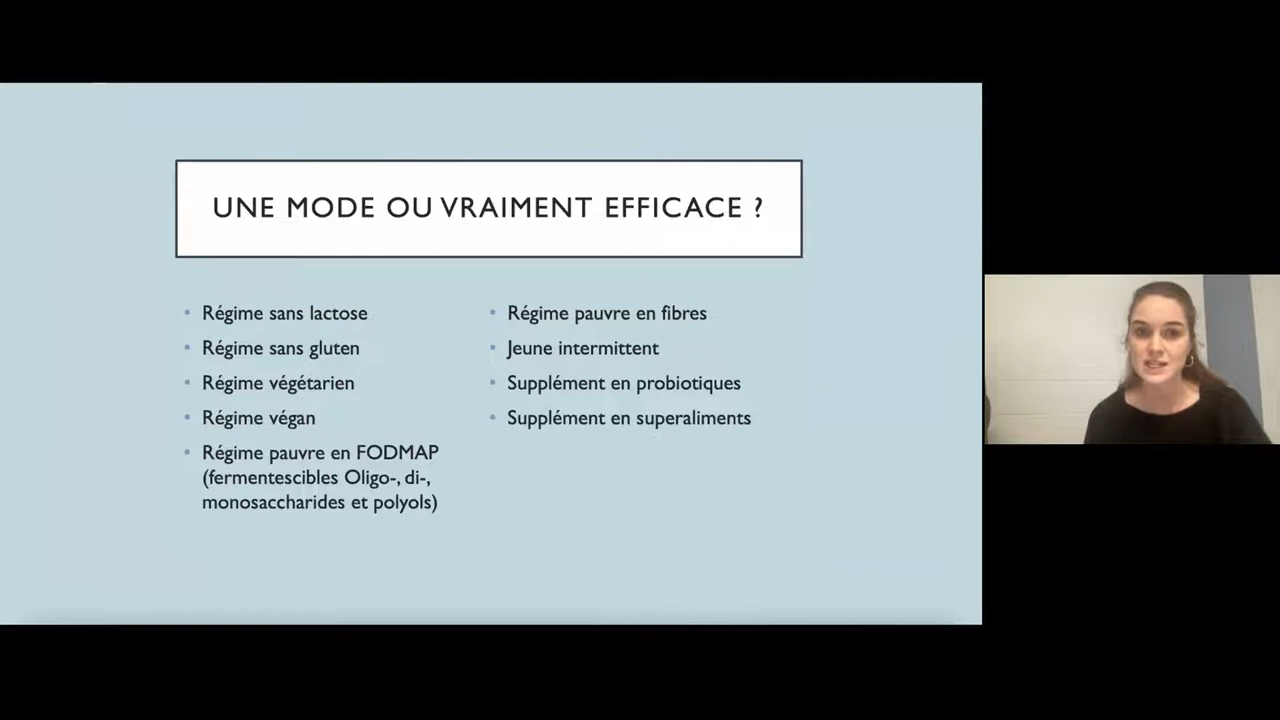 UNE MODE OU VRAIMENT EFFICACE ?
Régime sans lactose
Régime sans gluten
Régime végétarien
Régime végan
Régime pauvre en FODMAP
(fermentescibles Oligo-, di-,
monosaccharides et polyols)
Régime pauvre en fibres
Jeune intermittent
Supplément en probiotiques
Supplément en superaliments